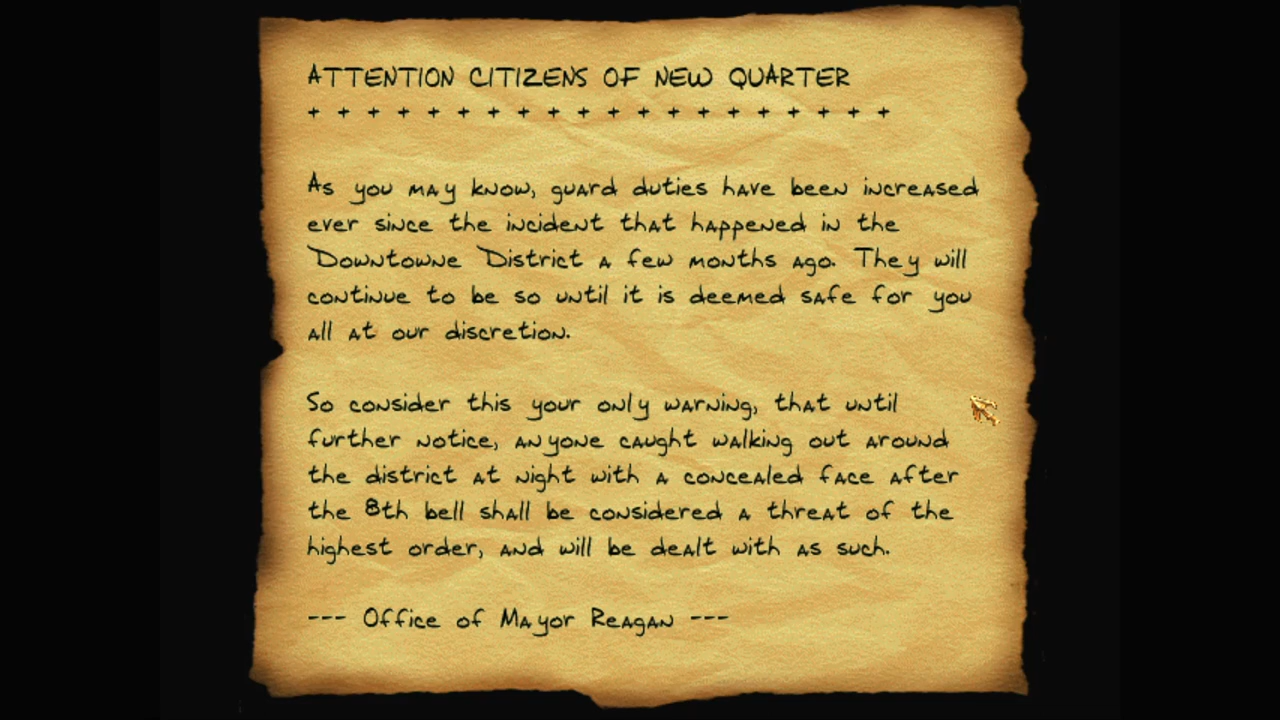 ATTENTION CITIZENS OF NEW QUARTER
+ + + + + + + + + + + + + + + + + + + +
As you may know, guard duties have been increased
ever since the incident that happened in the
Downtowne District a few months ago. They will
continue to be so until it is deemed safe for you
all at our discretion.
So consider this your only warning, that until
further notice, anyone caught walking out around
the district at night with a concealed face after
the 8th bell shall be considered a threat of the
highest order, and will be dealt with as such.
--- Office of Mayor Reagan ---